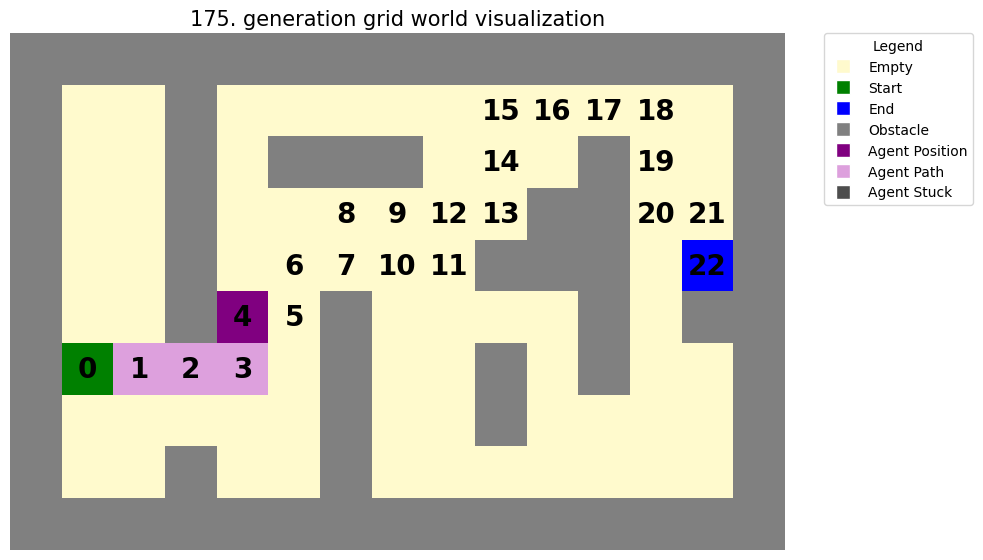 175. generation grid world visualization
15 16 17 18
14 19
8 9 12 13 20 21
6 7 10 11 22
4 5
0 1 2 3
Legend
Empty
Start
End
Obstacle
Agent Position
Agent Path
Agent Stuck